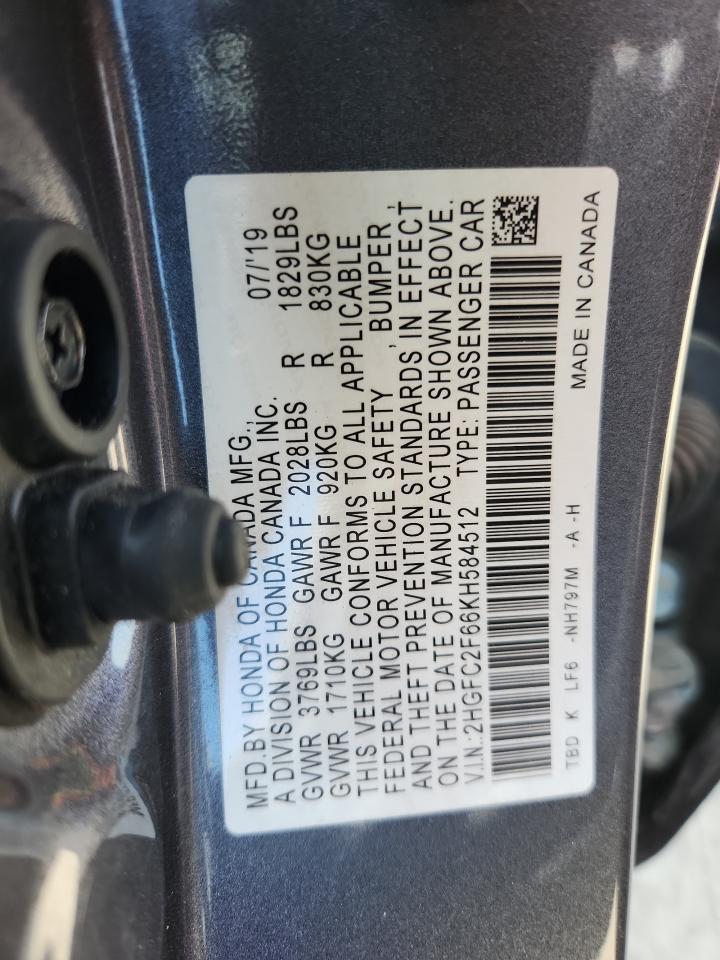 MFD.BY HONDA OF CANADA MFG., 07/'19
A DIVISION OF HONDA CANADA INC.
GVWR 3769LBS GAWR F 2028LBS R 1829LBS
GVWR 1710KG GAWR F 920KG R 830KG
THIS VEHICLE CONFORMS TO ALL APPLICABLE
FEDERAL MOTOR VEHICLE SAFETY , BUMPER ,
AND THEFT PREVENTION STANDARDS IN EFFECT
ON THE DATE OF MANUFACTURE SHOWN ABOVE.
V.I.N.:2HGFC2F66KH584512 TYPE: PASSENGER CAR
TBD K LF6 -NH797M -A -H MADE IN CANADA